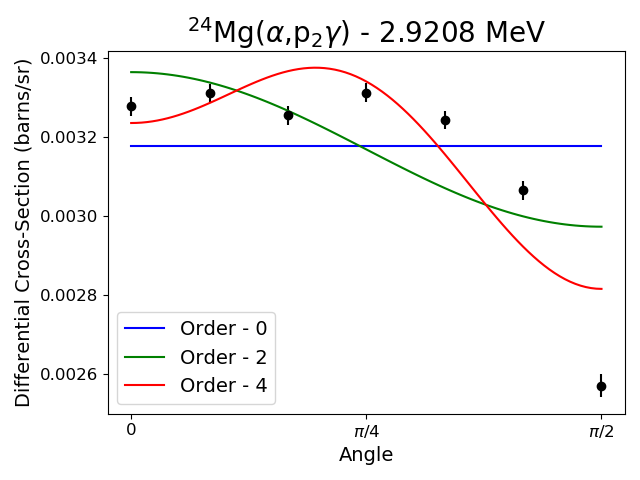 ²⁴Mg(α,p₂γ) - 2.9208 MeV
Differential Cross-Section (barns/sr)
0.0034
0.0032
0.0030
0.0028
0.0026
Order - 0
Order - 2
Order - 4
0 π/4 π/2
Angle